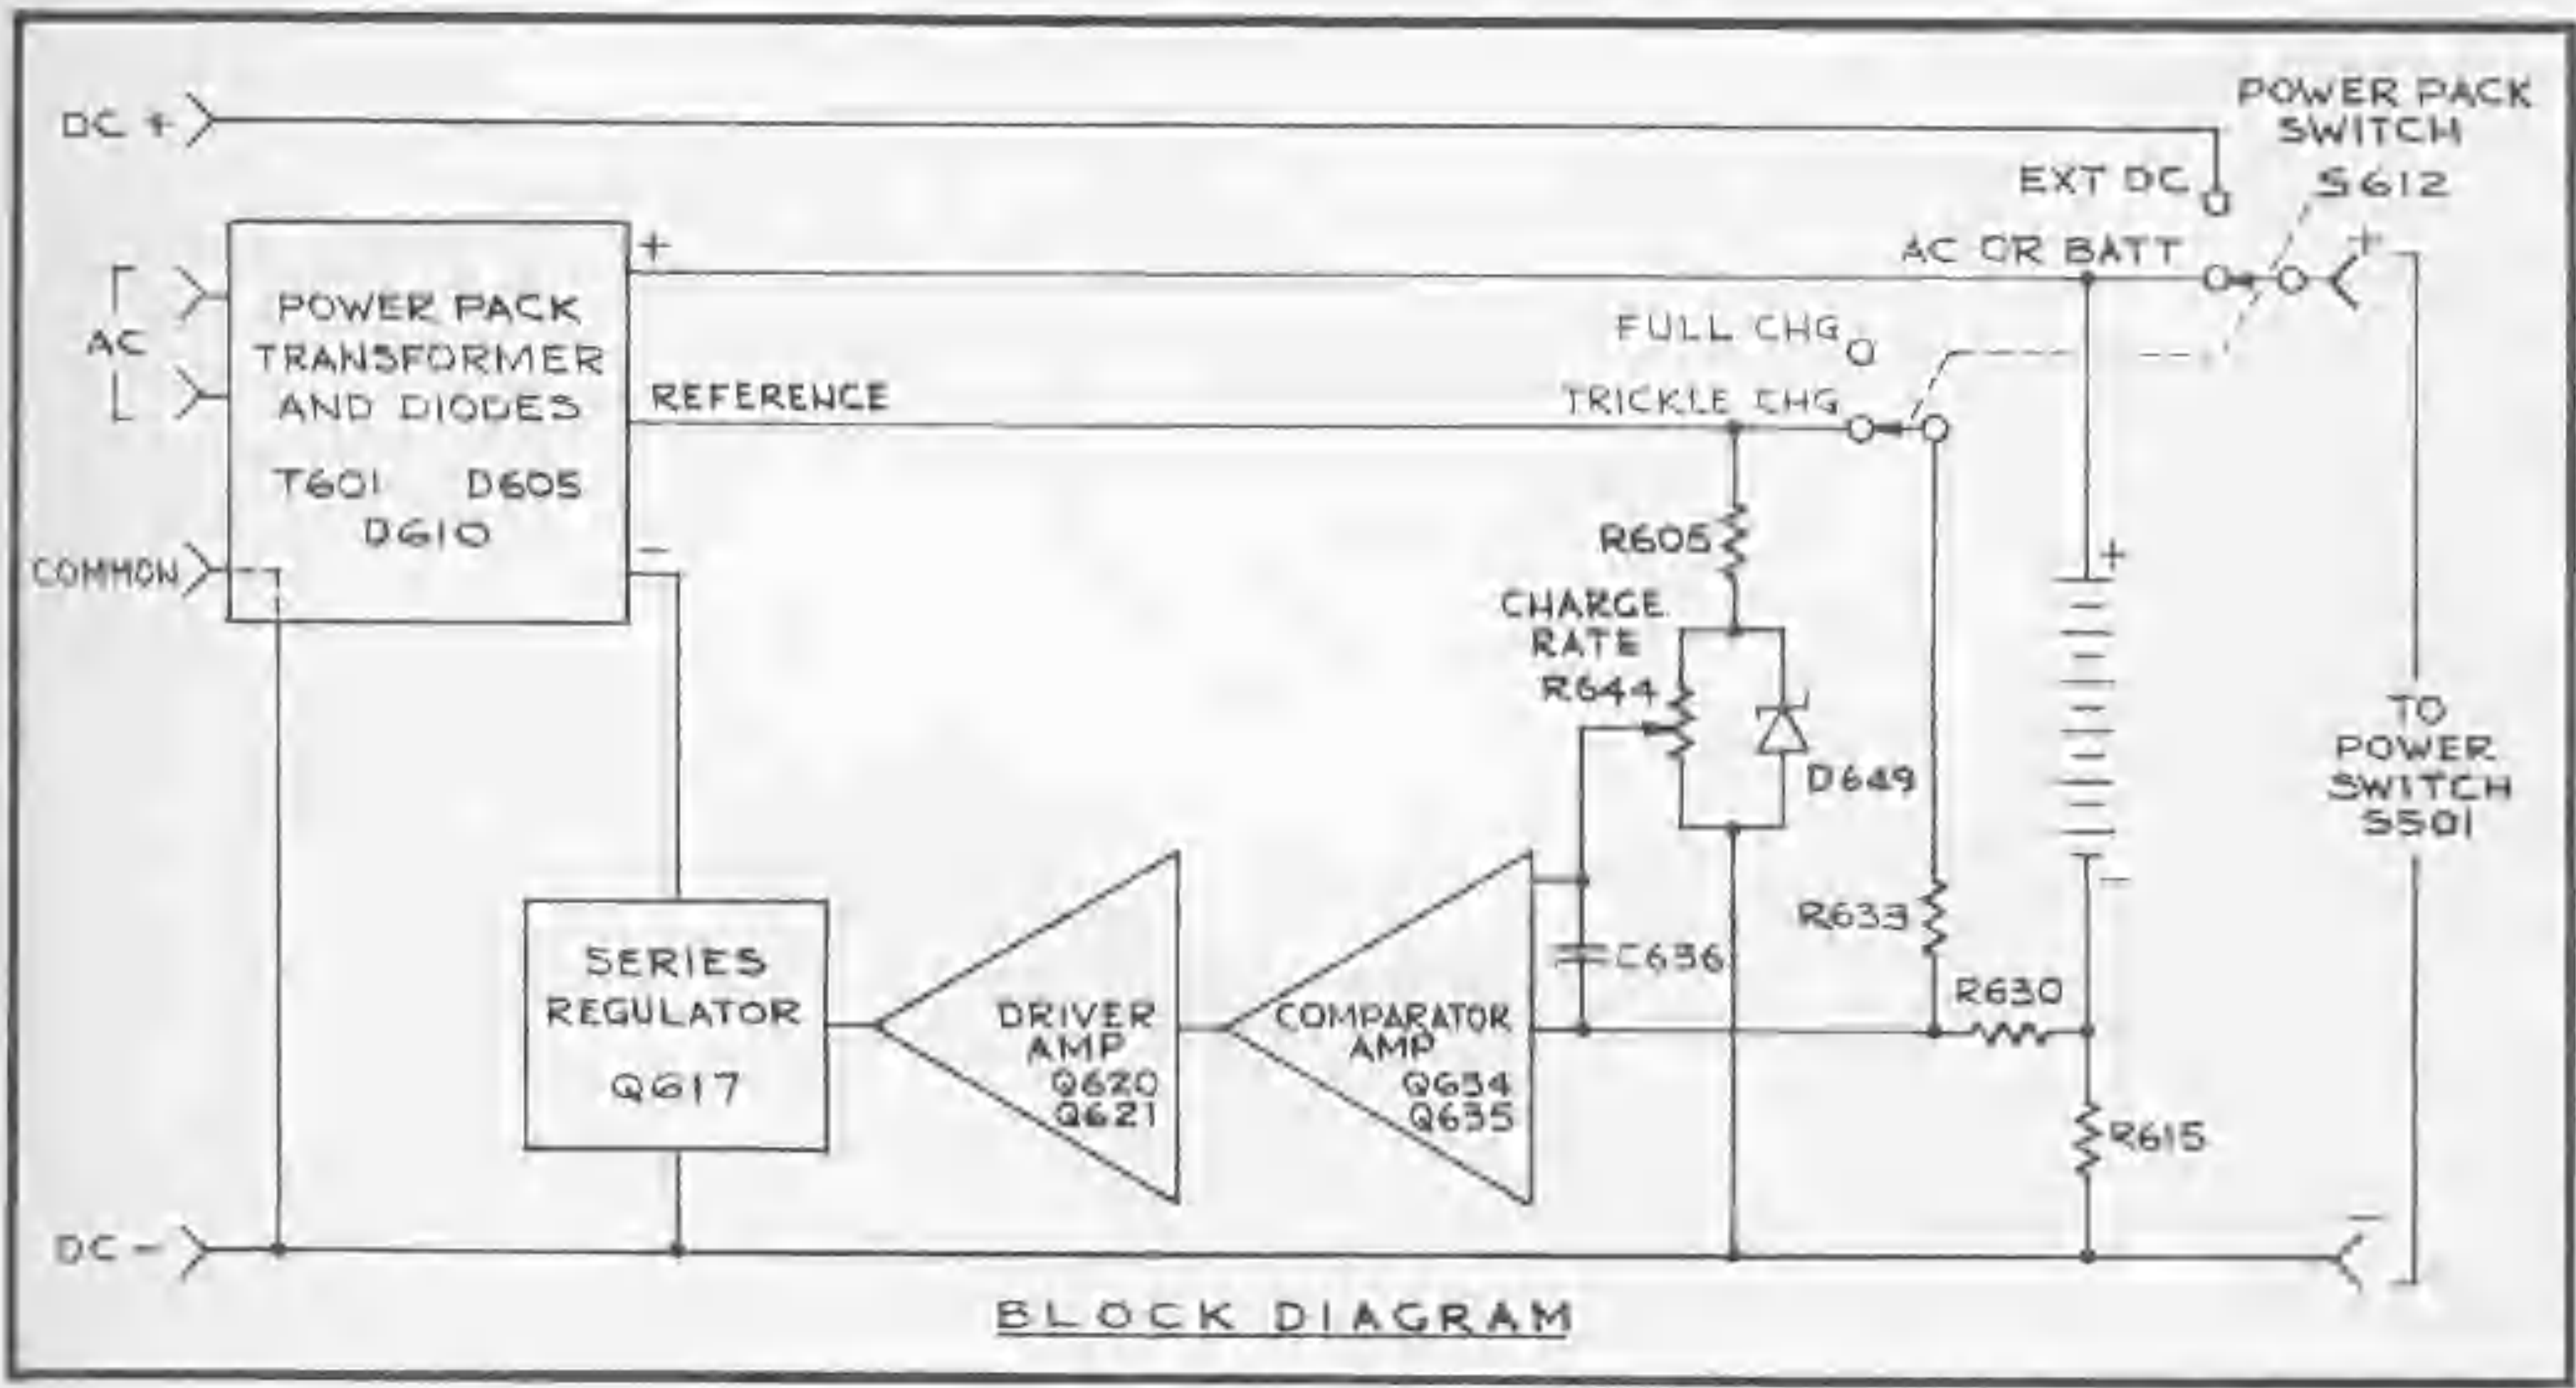 DC +
POWER PACK
SWITCH
S612
EXT DC
AC OR BATT
+
+
AC
POWER PACK
TRANSFORMER
AND DIODES
T601 D605
D610
REFERENCE
FULL CHG
TRICKLE CHG
COMMON
-
R605
CHARGE
RATE
R644
D649
+
-
TO
POWER
SWITCH
S501
SERIES
REGULATOR
Q617
DRIVER
AMP
Q620
Q621
COMPARATOR
AMP
Q634
Q635
C636
R633
R630
R615
DC -
-
BLOCK DIAGRAM